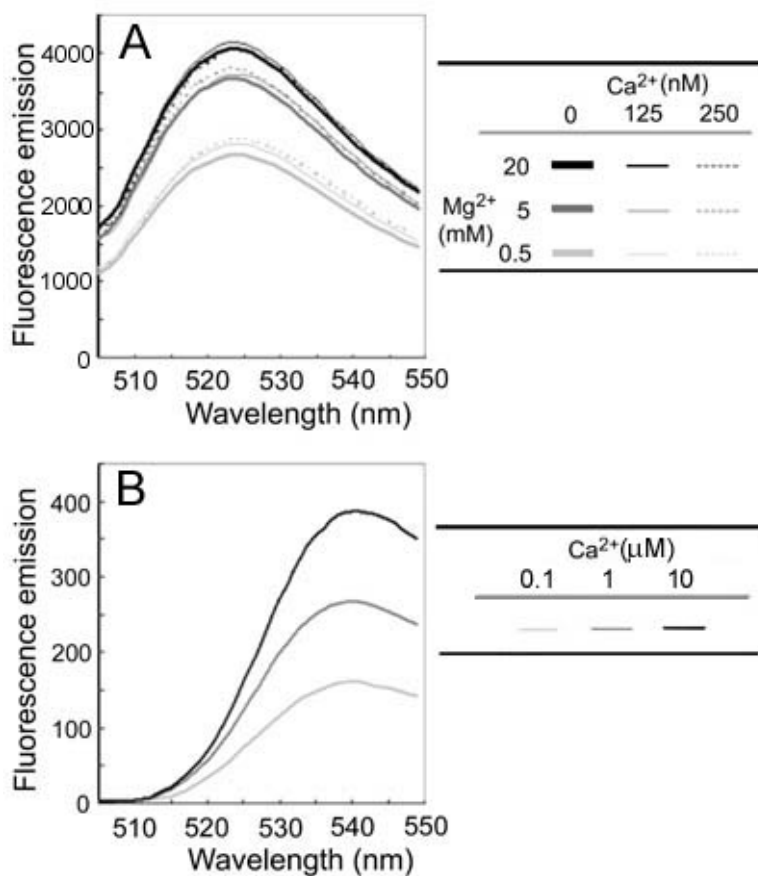 A
Fluorescence emission
4000
3000
2000
1000
0
510 520 530 540 550
Wavelength (nm)
Ca²⁺(nM)
0 125 250
20
Mg²⁺ 5
(mM)
0.5
B
Fluorescence emission
400
300
200
100
0
510 520 530 540 550
Wavelength (nm)
Ca²⁺(μM)
0.1 1 10